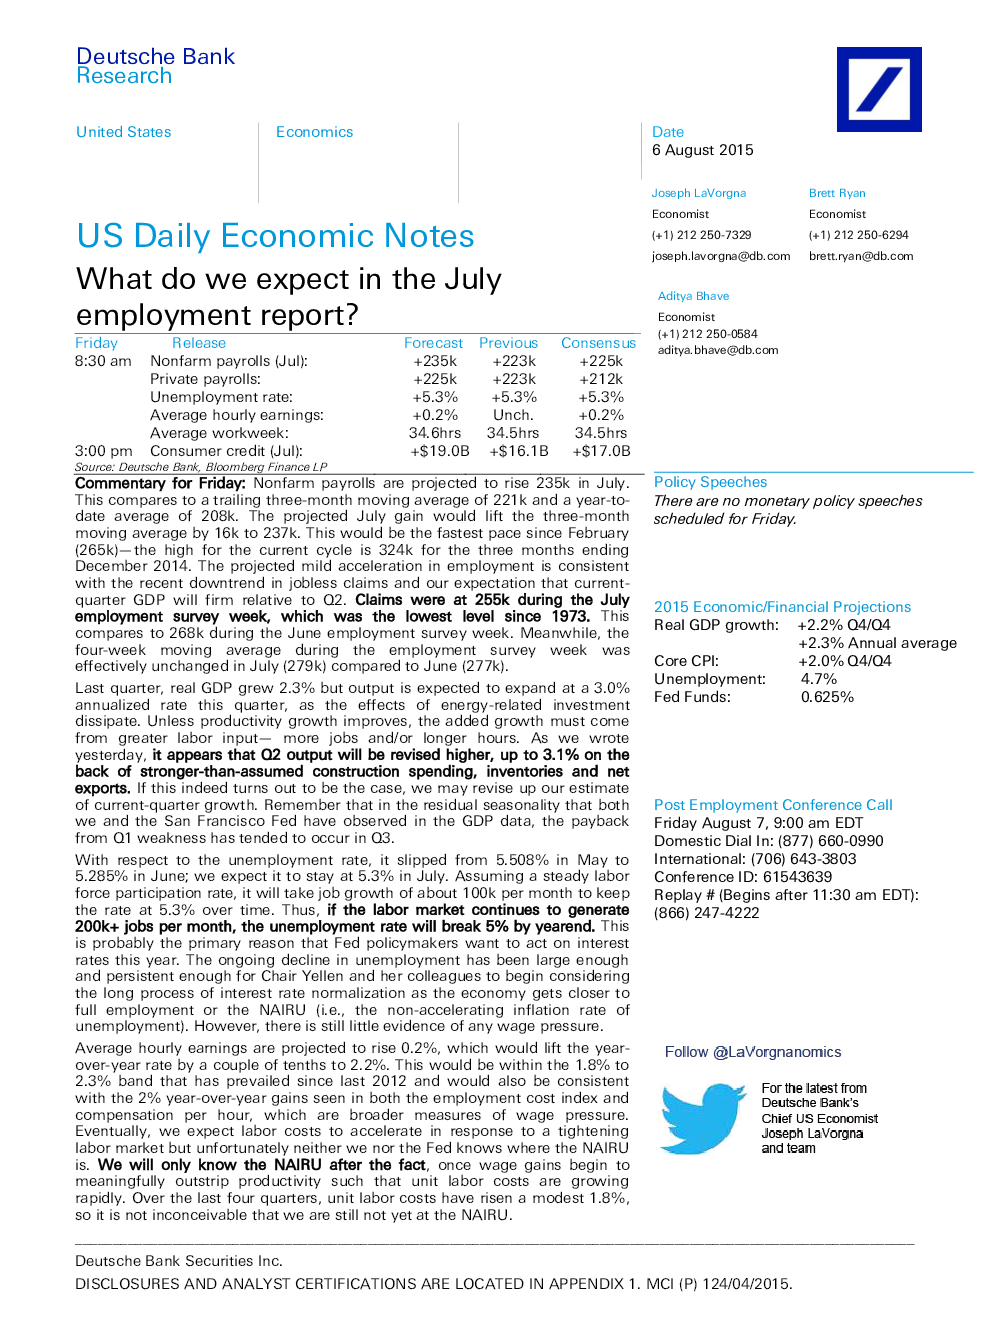 Deutsche Bank
Research
United States
Economics
Date
6 August 2015
Joseph LaVorgna
Economist
(+1) 212 250-7329
joseph.lavorgna@db.com
Brett Ryan
Economist
(+1) 212 250-6294
brett.ryan@db.com
Aditya Bhave
Economist
(+1) 212 250-0584
aditya.bhave@db.com
US Daily Economic Notes
What do we expect in the July
employment report?
Friday Release Forecast Previous Consensus
8:30 am Nonfarm payrolls (Jul): +235k +223k +225k
Private payrolls: +225k +223k +212k
Unemployment rate: +5.3% +5.3% +5.3%
Average hourly earnings: +0.2% Unch. +0.2%
Average workweek: 34.6hrs 34.5hrs 34.5hrs
3:00 pm Consumer credit (Jul): +$19.0B +$16.1B +$17.0B
Source: Deutsche Bank, Bloomberg Finance LP
Commentary for Friday: Nonfarm payrolls are projected to rise 235k in July.
This compares to a trailing three-month moving average of 221k and a year-to-
date average of 208k. The projected July gain would lift the three-month
moving average by 16k to 237k. This would be the fastest pace since February
(265k)—the high for the current cycle is 324k for the three months ending
December 2014. The projected mild acceleration in employment is consistent
with the recent downtrend in jobless claims and our expectation that current-
quarter GDP will firm relative to Q2. Claims were at 255k during the July
employment survey week, which was the lowest level since 1973. This
compares to 268k during the June employment survey week. Meanwhile, the
four-week moving average during the employment survey week was
effectively unchanged in July (279k) compared to June (277k).
Last quarter, real GDP grew 2.3% but output is expected to expand at a 3.0%
annualized rate this quarter, as the effects of energy-related investment
dissipate. Unless productivity growth improves, the added growth must come
from greater labor input— more jobs and/or longer hours. As we wrote
yesterday, it appears that Q2 output will be revised higher, up to 3.1% on the
back of stronger-than-assumed construction spending, inventories and net
exports. If this indeed turns out to be the case, we may revise up our estimate
of current-quarter growth. Remember that in the residual seasonality that both
we and the San Francisco Fed have observed in the GDP data, the payback
from Q1 weakness has tended to occur in Q3.
With respect to the unemployment rate, it slipped from 5.508% in May to
5.285% in June; we expect it to stay at 5.3% in July. Assuming a steady labor
force participation rate, it will take job growth of about 100k per month to keep
the rate at 5.3% over time. Thus, if the labor market continues to generate
200k+ jobs per month, the unemployment rate will break 5% by yearend. This
is probably the primary reason that Fed policymakers want to act on interest
rates this year. The ongoing decline in unemployment has been large enough
and persistent enough for Chair Yellen and her colleagues to begin considering
the long process of interest rate normalization as the economy gets closer to
full employment or the NAIRU (i.e., the non-accelerating inflation rate of
unemployment). However, there is still little evidence of any wage pressure.
Average hourly earnings are projected to rise 0.2%, which would lift the year-
over-year rate by a couple of tenths to 2.2%. This would be within the 1.8% to
2.3% band that has prevailed since last 2012 and would also be consistent
with the 2% year-over-year gains seen in both the employment cost index and
compensation per hour, which are broader measures of wage pressure.
Eventually, we expect labor costs to accelerate in response to a tightening
labor market but unfortunately neither we nor the Fed knows where the NAIRU
is. We will only know the NAIRU after the fact, once wage gains begin to
meaningfully outstrip productivity such that unit labor costs are growing
rapidly. Over the last four quarters, unit labor costs have risen a modest 1.8%,
so it is not inconceivable that we are still not yet at the NAIRU.
Policy Speeches
There are no monetary policy speeches
scheduled for Friday.
2015 Economic/Financial Projections
Real GDP growth: +2.2% Q4/Q4
+2.3% Annual average
Core CPI: +2.0% Q4/Q4
Unemployment: 4.7%
Fed Funds: 0.625%
Post Employment Conference Call
Friday August 7, 9:00 am EDT
Domestic Dial In: (877) 660-0990
International: (706) 643-3803
Conference ID: 61543639
Replay # (Begins after 11:30 am EDT):
(866) 247-4222
Follow @LaVorgnanomics
For the latest from
Deutsche Bank's
Chief US Economist
Joseph LaVorgna
and team
Deutsche Bank Securities Inc.
DISCLOSURES AND ANALYST CERTIFICATIONS ARE LOCATED IN APPENDIX 1. MCI (P) 124/04/2015.